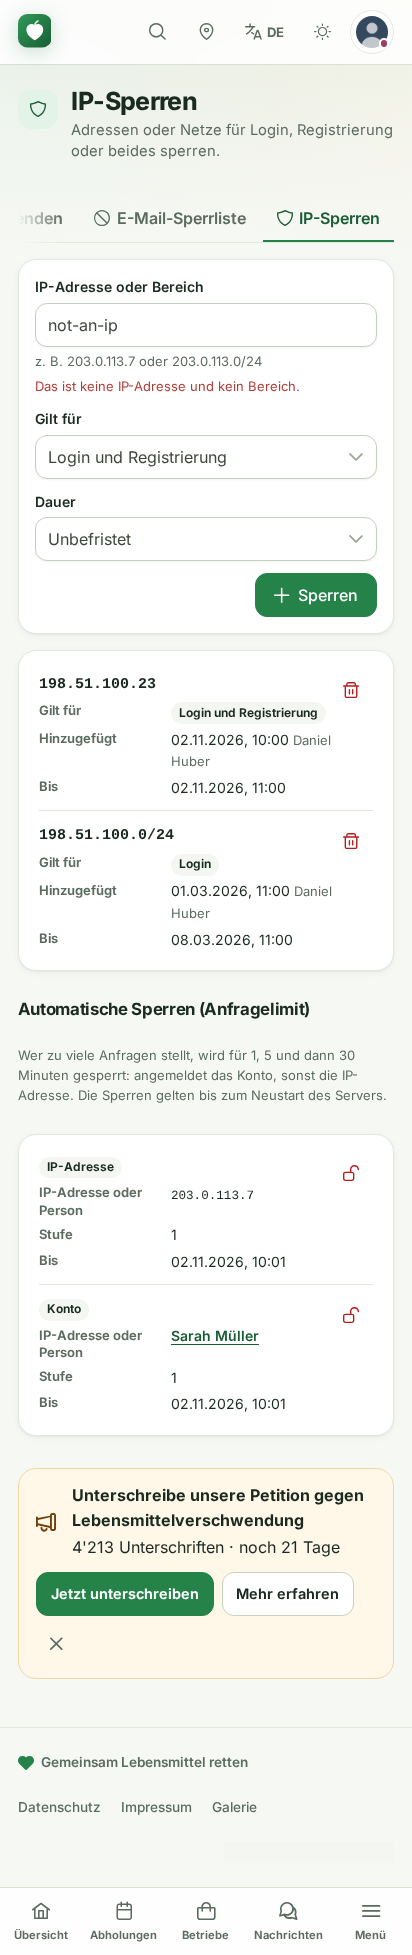 DE
IP-Sperren
Adressen oder Netze für Login, Registrierung
oder beides sperren.
enden
E-Mail-Sperrliste
IP-Sperren
IP-Adresse oder Bereich
not-an-ip
z. B. 203.0.113.7 oder 203.0.113.0/24
Das ist keine IP-Adresse und kein Bereich.
Gilt für
Login und Registrierung
Dauer
Unbefristet
Sperren
198.51.100.23
Gilt für Login und Registrierung
Hinzugefügt 02.11.2026, 10:00 Daniel
Huber
Bis 02.11.2026, 11:00
198.51.100.0/24
Gilt für Login
Hinzugefügt 01.03.2026, 11:00 Daniel
Huber
Bis 08.03.2026, 11:00
Automatische Sperren (Anfragelimit)
Wer zu viele Anfragen stellt, wird für 1, 5 und dann 30
Minuten gesperrt: angemeldet das Konto, sonst die IP-
Adresse. Die Sperren gelten bis zum Neustart des Servers.
IP-Adresse
IP-Adresse oder
Person
203.0.113.7
Stufe 1
Bis 02.11.2026, 10:01
Konto
IP-Adresse oder
Person
Sarah Müller
Stufe 1
Bis 02.11.2026, 10:01
Unterschreibe unsere Petition gegen
Lebensmittelverschwendung
4'213 Unterschriften · noch 21 Tage
Jetzt unterschreiben
Mehr erfahren
Gemeinsam Lebensmittel retten
Datenschutz Impressum Galerie
Übersicht Abholungen Betriebe Nachrichten Menü